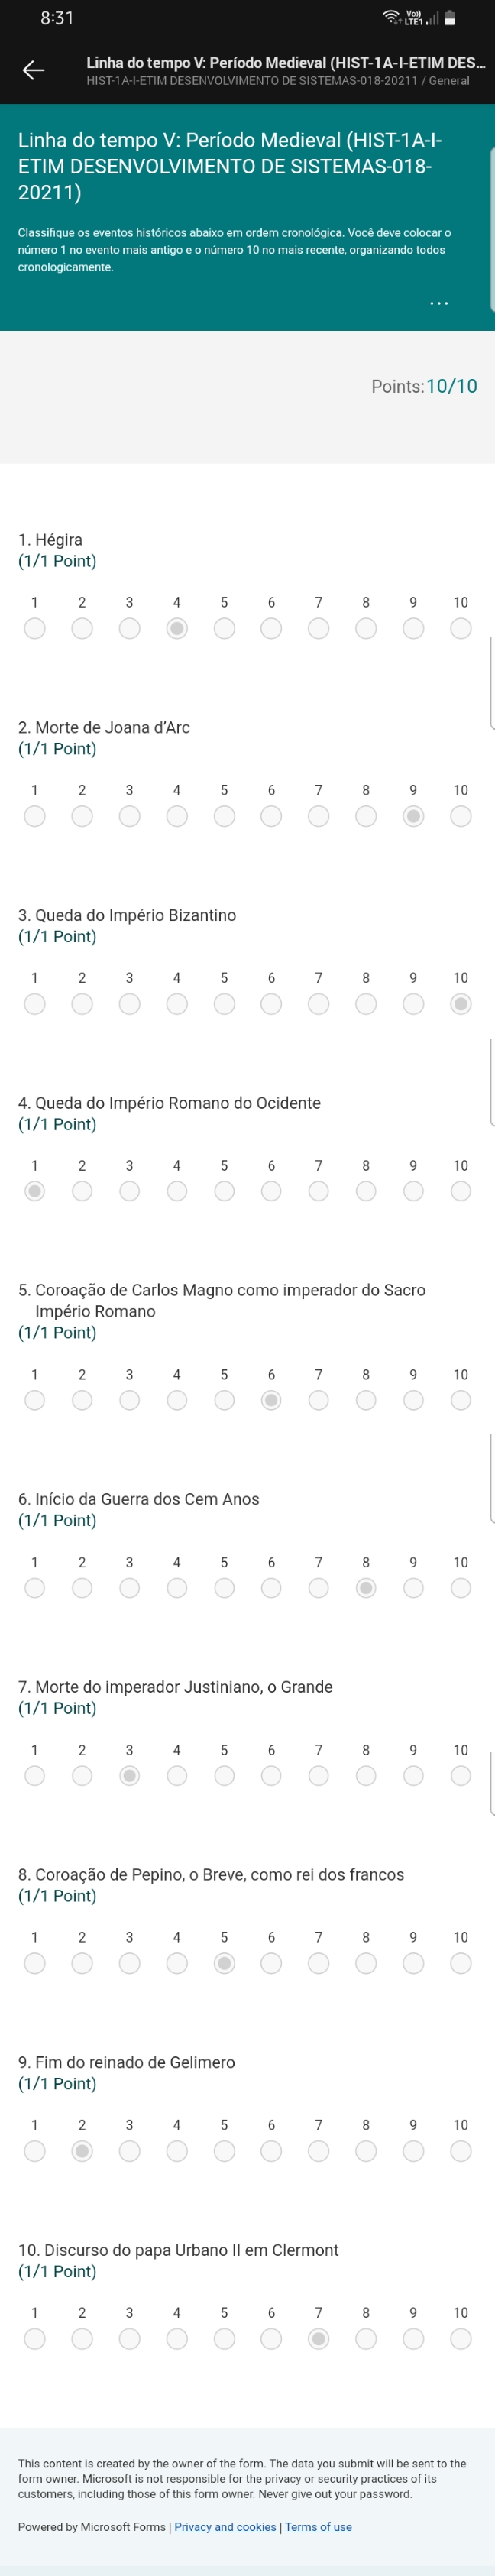 8:31
Vo))
LTE1
Linha do tempo V: Período Medieval (HIST-1A-I-ETIM DES...
HIST-1A-I-ETIM DESENVOLVIMENTO DE SISTEMAS-018-20211 / General
Linha do tempo V: Período Medieval (HIST-1A-I-
ETIM DESENVOLVIMENTO DE SISTEMAS-018-
20211)
Classifique os eventos históricos abaixo em ordem cronológica. Você deve colocar o
número 1 no evento mais antigo e o número 10 no mais recente, organizando todos
cronologicamente.
...
Points:10/10
1. Hégira
(1/1 Point)
1 2 3 4 5 6 7 8 9 10
2. Morte de Joana d’Arc
(1/1 Point)
1 2 3 4 5 6 7 8 9 10
3. Queda do Império Bizantino
(1/1 Point)
1 2 3 4 5 6 7 8 9 10
4. Queda do Império Romano do Ocidente
(1/1 Point)
1 2 3 4 5 6 7 8 9 10
5. Coroação de Carlos Magno como imperador do Sacro
Império Romano
(1/1 Point)
1 2 3 4 5 6 7 8 9 10
6. Início da Guerra dos Cem Anos
(1/1 Point)
1 2 3 4 5 6 7 8 9 10
7. Morte do imperador Justiniano, o Grande
(1/1 Point)
1 2 3 4 5 6 7 8 9 10
8. Coroação de Pepino, o Breve, como rei dos francos
(1/1 Point)
1 2 3 4 5 6 7 8 9 10
9. Fim do reinado de Gelimero
(1/1 Point)
1 2 3 4 5 6 7 8 9 10
10. Discurso do papa Urbano II em Clermont
(1/1 Point)
1 2 3 4 5 6 7 8 9 10
This content is created by the owner of the form. The data you submit will be sent to the
form owner. Microsoft is not responsible for the privacy or security practices of its
customers, including those of this form owner. Never give out your password.
Powered by Microsoft Forms | Privacy and cookies | Terms of use